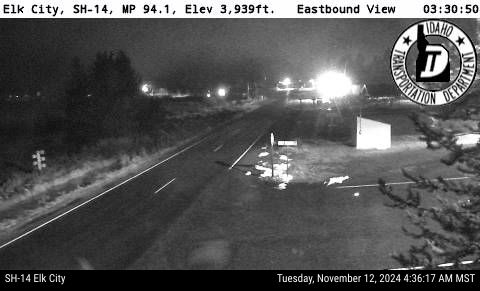 Elk City, SH-14, MP 94.1, Elev 3,939ft.   Eastbound View   03:30:50
IDAHO
TRANSPORTATION DEPARTMENT
SH-14 Elk City   Tuesday, November 12, 2024 4:36:17 AM MST